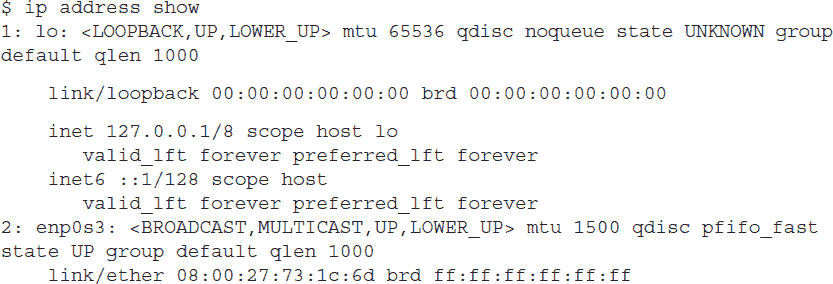 $ ip address show
1: lo: <LOOPBACK,UP,LOWER_UP> mtu 65536 qdisc noqueue state UNKNOWN group
default qlen 1000
link/loopback 00:00:00:00:00:00 brd 00:00:00:00:00:00
inet 127.0.0.1/8 scope host lo
valid_lft forever preferred_lft forever
inet6 ::1/128 scope host
valid_lft forever preferred_lft forever
2: enp0s3: <BROADCAST,MULTICAST,UP,LOWER_UP> mtu 1500 qdisc pfifo_fast
state UP group default qlen 1000
link/ether 08:00:27:73:1c:6d brd ff:ff:ff:ff:ff:ff